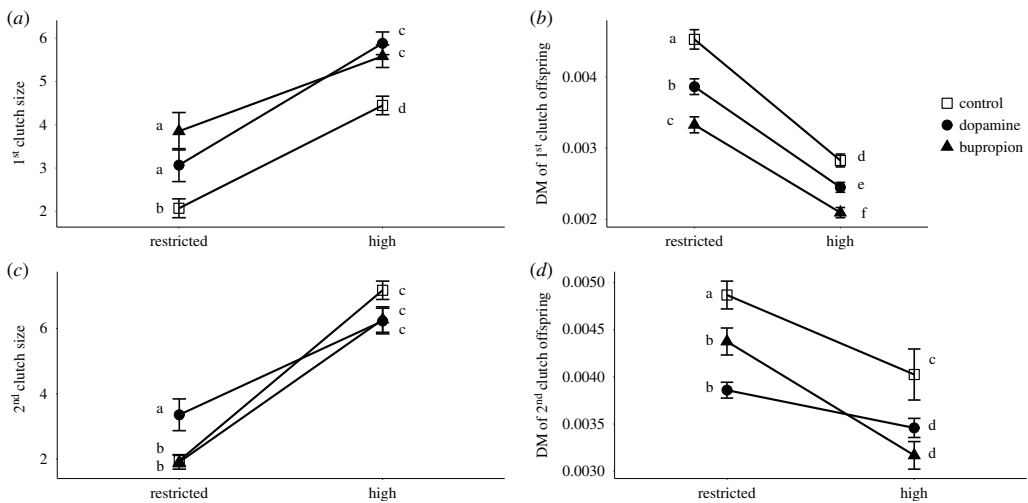 (a)
1st clutch size
6
5
4
3
2
a
a
b
c
c
d
restricted high
(b)
DM of 1st clutch offspring
0.004
0.003
0.002
a
b
c
d
e
f
restricted high
control
dopamine
bupropion
(c)
2nd clutch size
6
4
2
a
b
b
c
c
c
restricted high
(d)
DM of 2nd clutch offspring
0.0050
0.0045
0.0040
0.0035
0.0030
a
b
b
c
d
d
restricted high